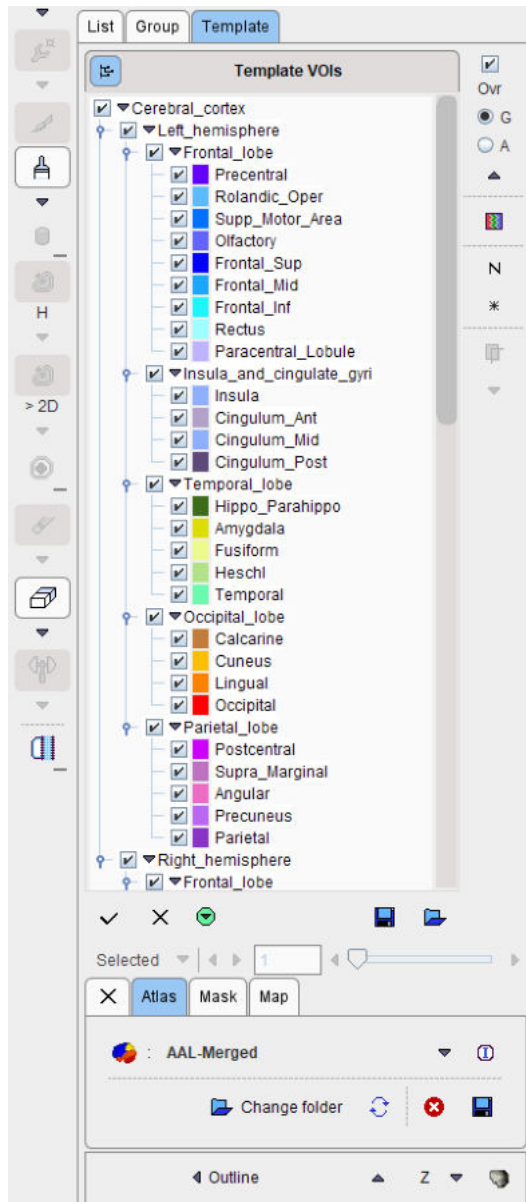 List Group Template
Template VOIs
Ovr
G
A
N
H
> 2D
Cerebral_cortex
Left_hemisphere
Frontal_lobe
Precentral
Rolandic_Oper
Supp_Motor_Area
Olfactory
Frontal_Sup
Frontal_Mid
Frontal_Inf
Rectus
Paracentral_Lobule
Insula_and_cingulate_gyri
Insula
Cingulum_Ant
Cingulum_Mid
Cingulum_Post
Temporal_lobe
Hippo_Parahippo
Amygdala
Fusiform
Heschl
Temporal
Occipital_lobe
Calcarine
Cuneus
Lingual
Occipital
Parietal_lobe
Postcentral
Supra_Marginal
Angular
Precuneus
Parietal
Right_hemisphere
Frontal_lobe
Selected 1
Atlas Mask Map
: AAL-Merged
Change folder
Outline Z